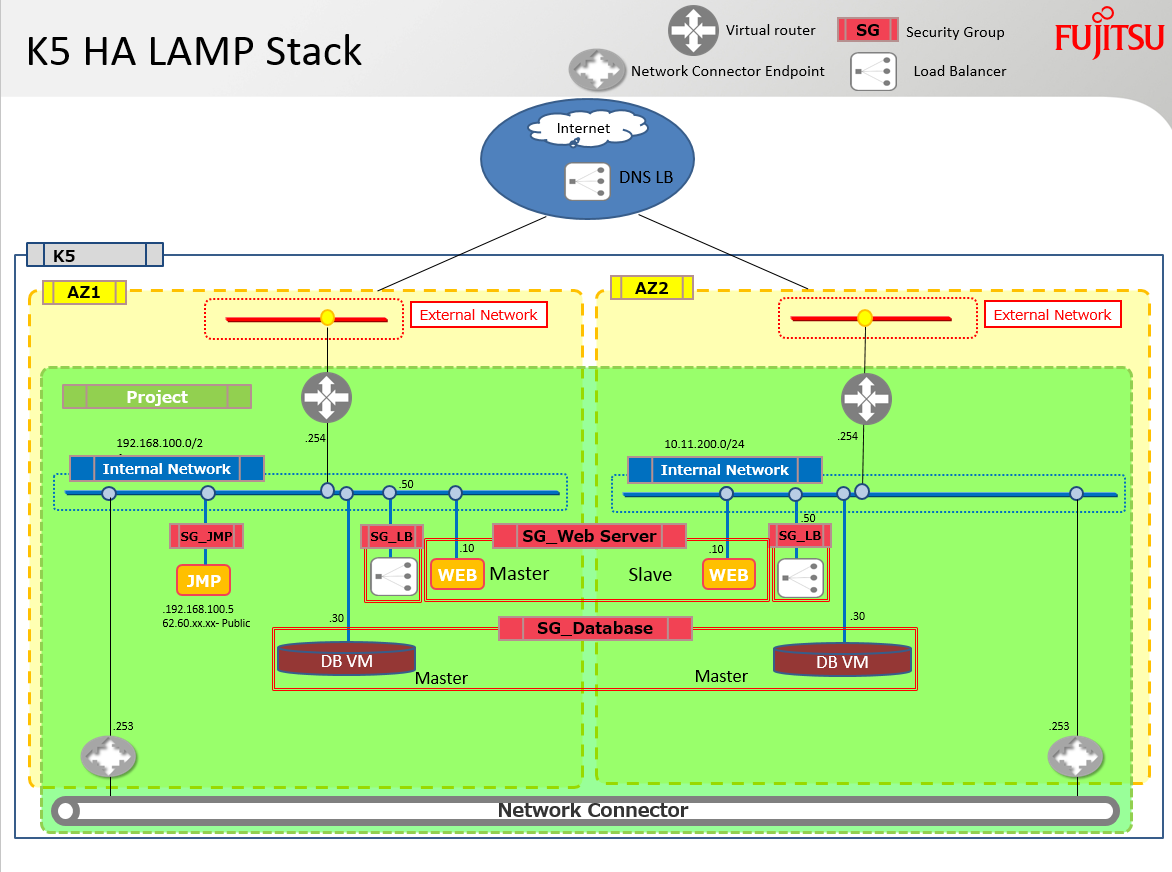 K5 HA LAMP Stack
Virtual router
SG
Security Group
FUJITSU
Network Connector Endpoint
Load Balancer
Internet
DNS LB
K5
AZ1
AZ2
External Network
External Network
Project
.254
.254
192.168.100.0/2
10.11.200.0/24
Internal Network
Internal Network
.50
.50
SG_JMP
SG_LB
SG_Web Server
SG_LB
.10
.10
JMP
WEB
Master
Slave
WEB
.192.168.100.5
62.60.xx.xx- Public
.30
.30
SG_Database
DB VM
DB VM
Master
Master
.253
.253
Network Connector